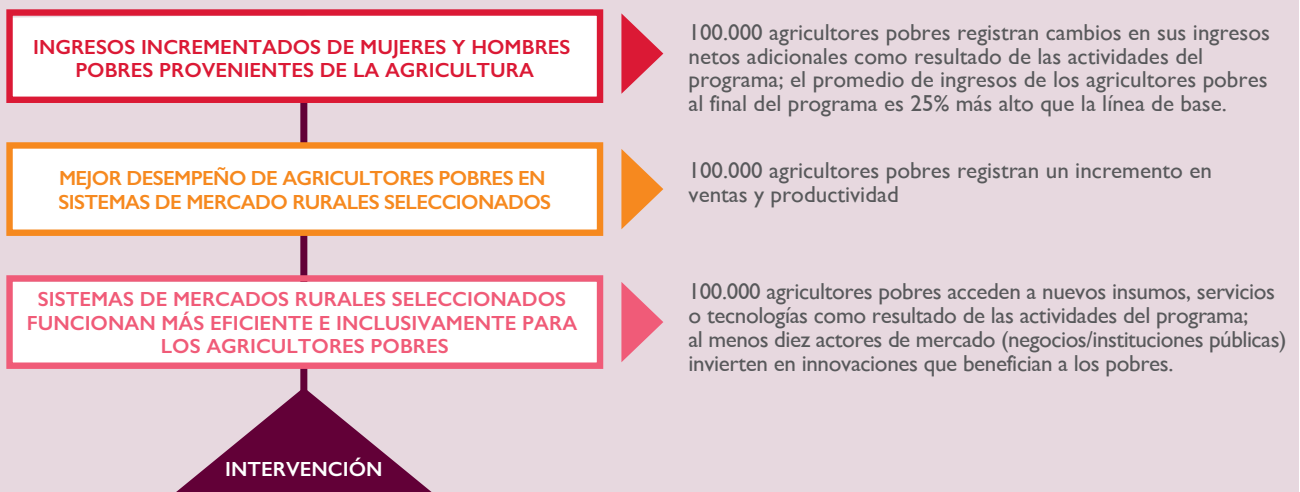 INGRESOS INCREMENTADOS DE MUJERES Y HOMBRES
POBRES PROVENIENTES DE LA AGRICULTURA
100.000 agricultores pobres registran cambios en sus ingresos
netos adicionales como resultado de las actividades del
programa; el promedio de ingresos de los agricultores pobres
al final del programa es 25% más alto que la línea de base.
MEJOR DESEMPEÑO DE AGRICULTORES POBRES EN
SISTEMAS DE MERCADO RURALES SELECCIONADOS
100.000 agricultores pobres registran un incremento en
ventas y productividad
SISTEMAS DE MERCADOS RURALES SELECCIONADOS
FUNCIONAN MÁS EFICIENTE E INCLUSIVAMENTE PARA
LOS AGRICULTORES POBRES
100.000 agricultores pobres acceden a nuevos insumos, servicios
o tecnologías como resultado de las actividades del programa;
al menos diez actores de mercado (negocios/instituciones públicas)
invierten en innovaciones que benefician a los pobres.
INTERVENCIÓN